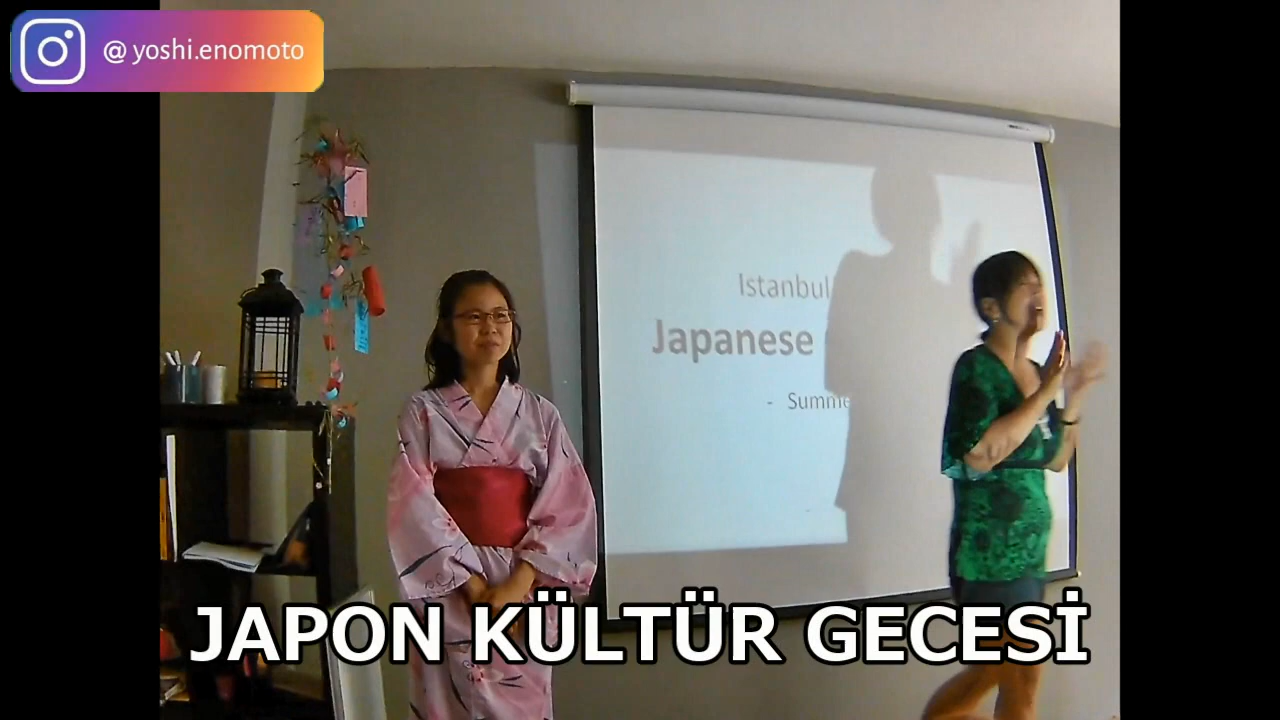 @ yoshi.enomoto
Istanbul
Japanese
- Summe
JAPON KÜLTÜR GECESİ